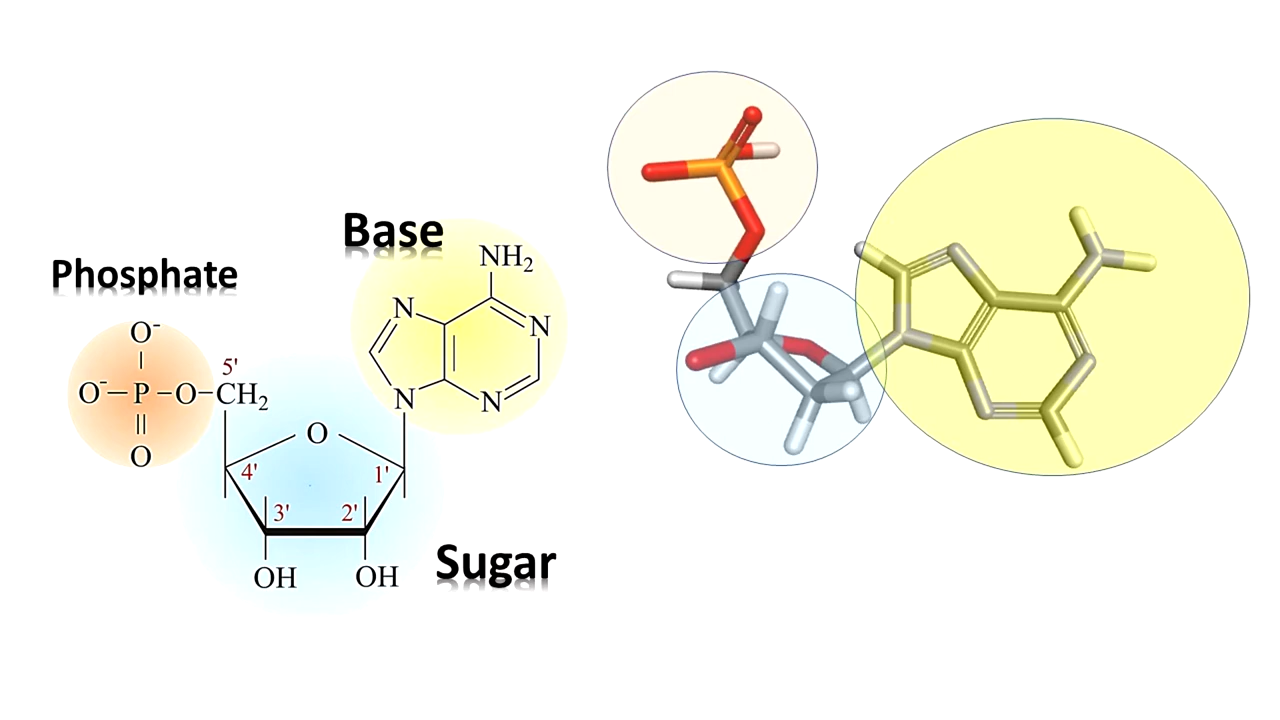 Base
Phosphate
NH₂
N
N
N
N
O⁻
O⁻ P O CH₂
O
5'
O
4'
1'
3'
2'
OH
OH
Sugar